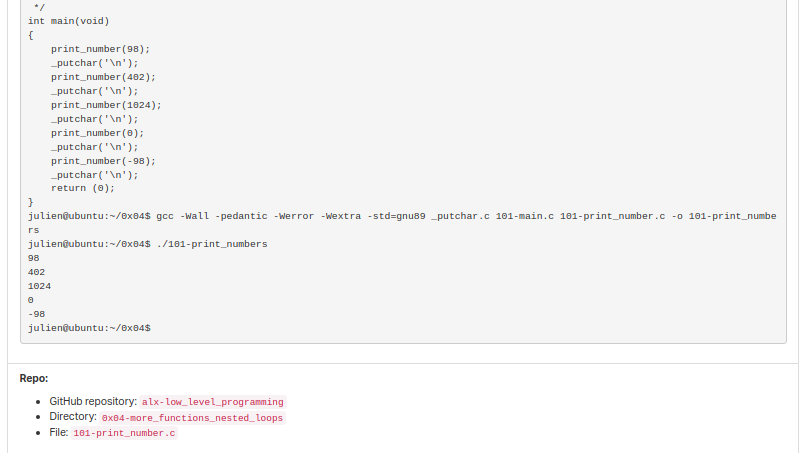 */
int main(void)
{
    print_number(98);
    _putchar('\n');
    print_number(402);
    _putchar('\n');
    print_number(1024);
    _putchar('\n');
    print_number(0);
    _putchar('\n');
    print_number(-98);
    _putchar('\n');
    return (0);
}
julien@ubuntu:~/0x04$ gcc -Wall -pedantic -Werror -Wextra -std=gnu89 _putchar.c 101-main.c 101-print_number.c -o 101-print_numbe
rs
julien@ubuntu:~/0x04$ ./101-print_numbers
98
402
1024
0
-98
julien@ubuntu:~/0x04$
Repo:
• GitHub repository: alx-low_level_programming
• Directory: 0x04-more_functions_nested_loops
• File: 101-print_number.c